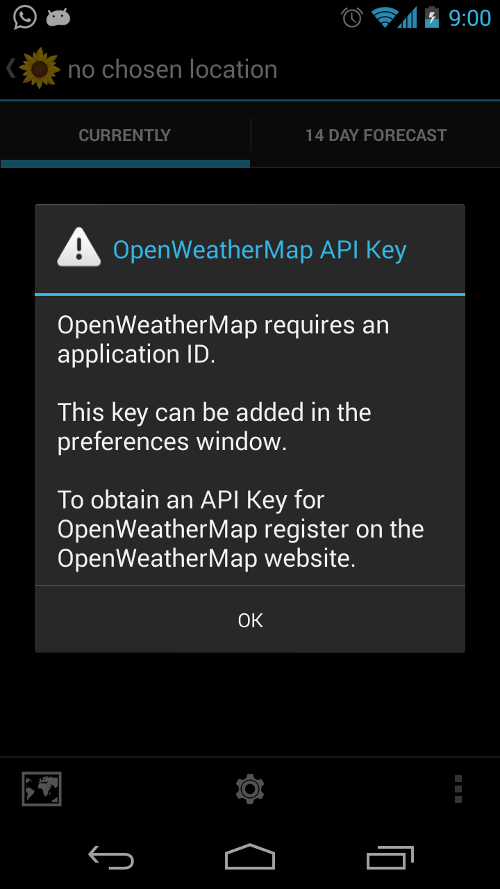 9:00
no chosen location
CURRENTLY
14 DAY FORECAST
OpenWeatherMap API Key
OpenWeatherMap requires an
application ID.
This key can be added in the
preferences window.
To obtain an API Key for
OpenWeatherMap register on the
OpenWeatherMap website.
OK